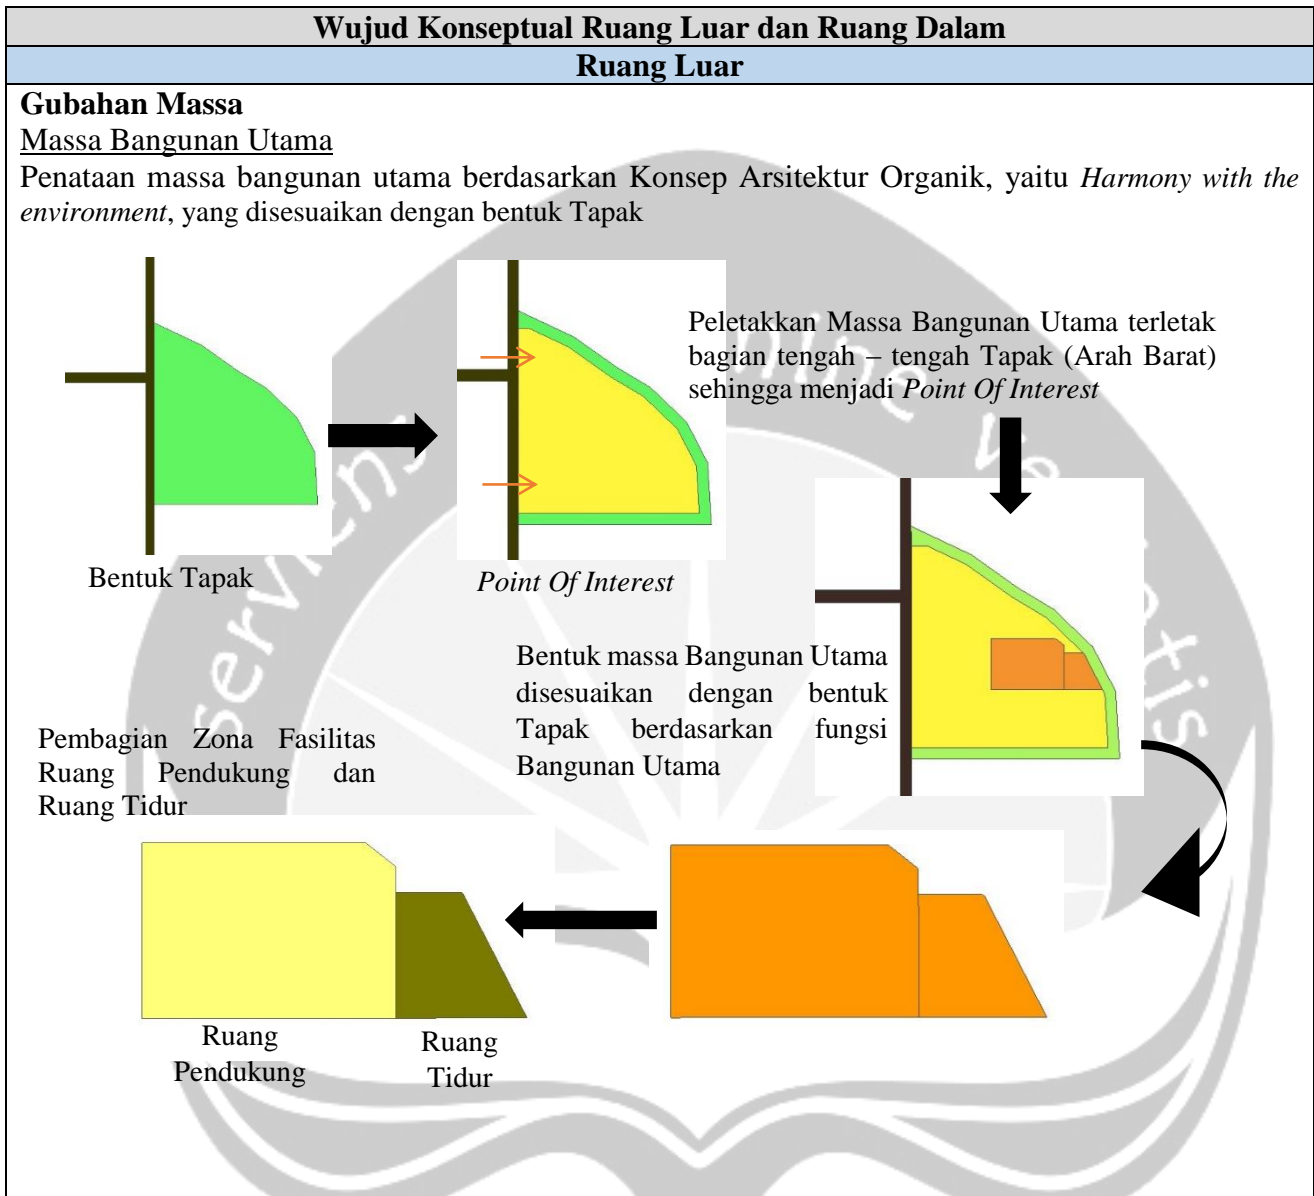 Wujud Konseptual Ruang Luar dan Ruang Dalam
Ruang Luar
Gubahan Massa
Massa Bangunan Utama
Penataan massa bangunan utama berdasarkan Konsep Arsitektur Organik, yaitu Harmony with the
environment, yang disesuaikan dengan bentuk Tapak
Peletakkan Massa Bangunan Utama terletak
bagian tengah – tengah Tapak (Arah Barat)
sehingga menjadi Point Of Interest
Bentuk Tapak
Point Of Interest
Bentuk massa Bangunan Utama
disesuaikan dengan bentuk
Tapak berdasarkan fungsi
Bangunan Utama
Pembagian Zona Fasilitas
Ruang Pendukung dan
Ruang Tidur
Ruang
Pendukung
Ruang
Tidur